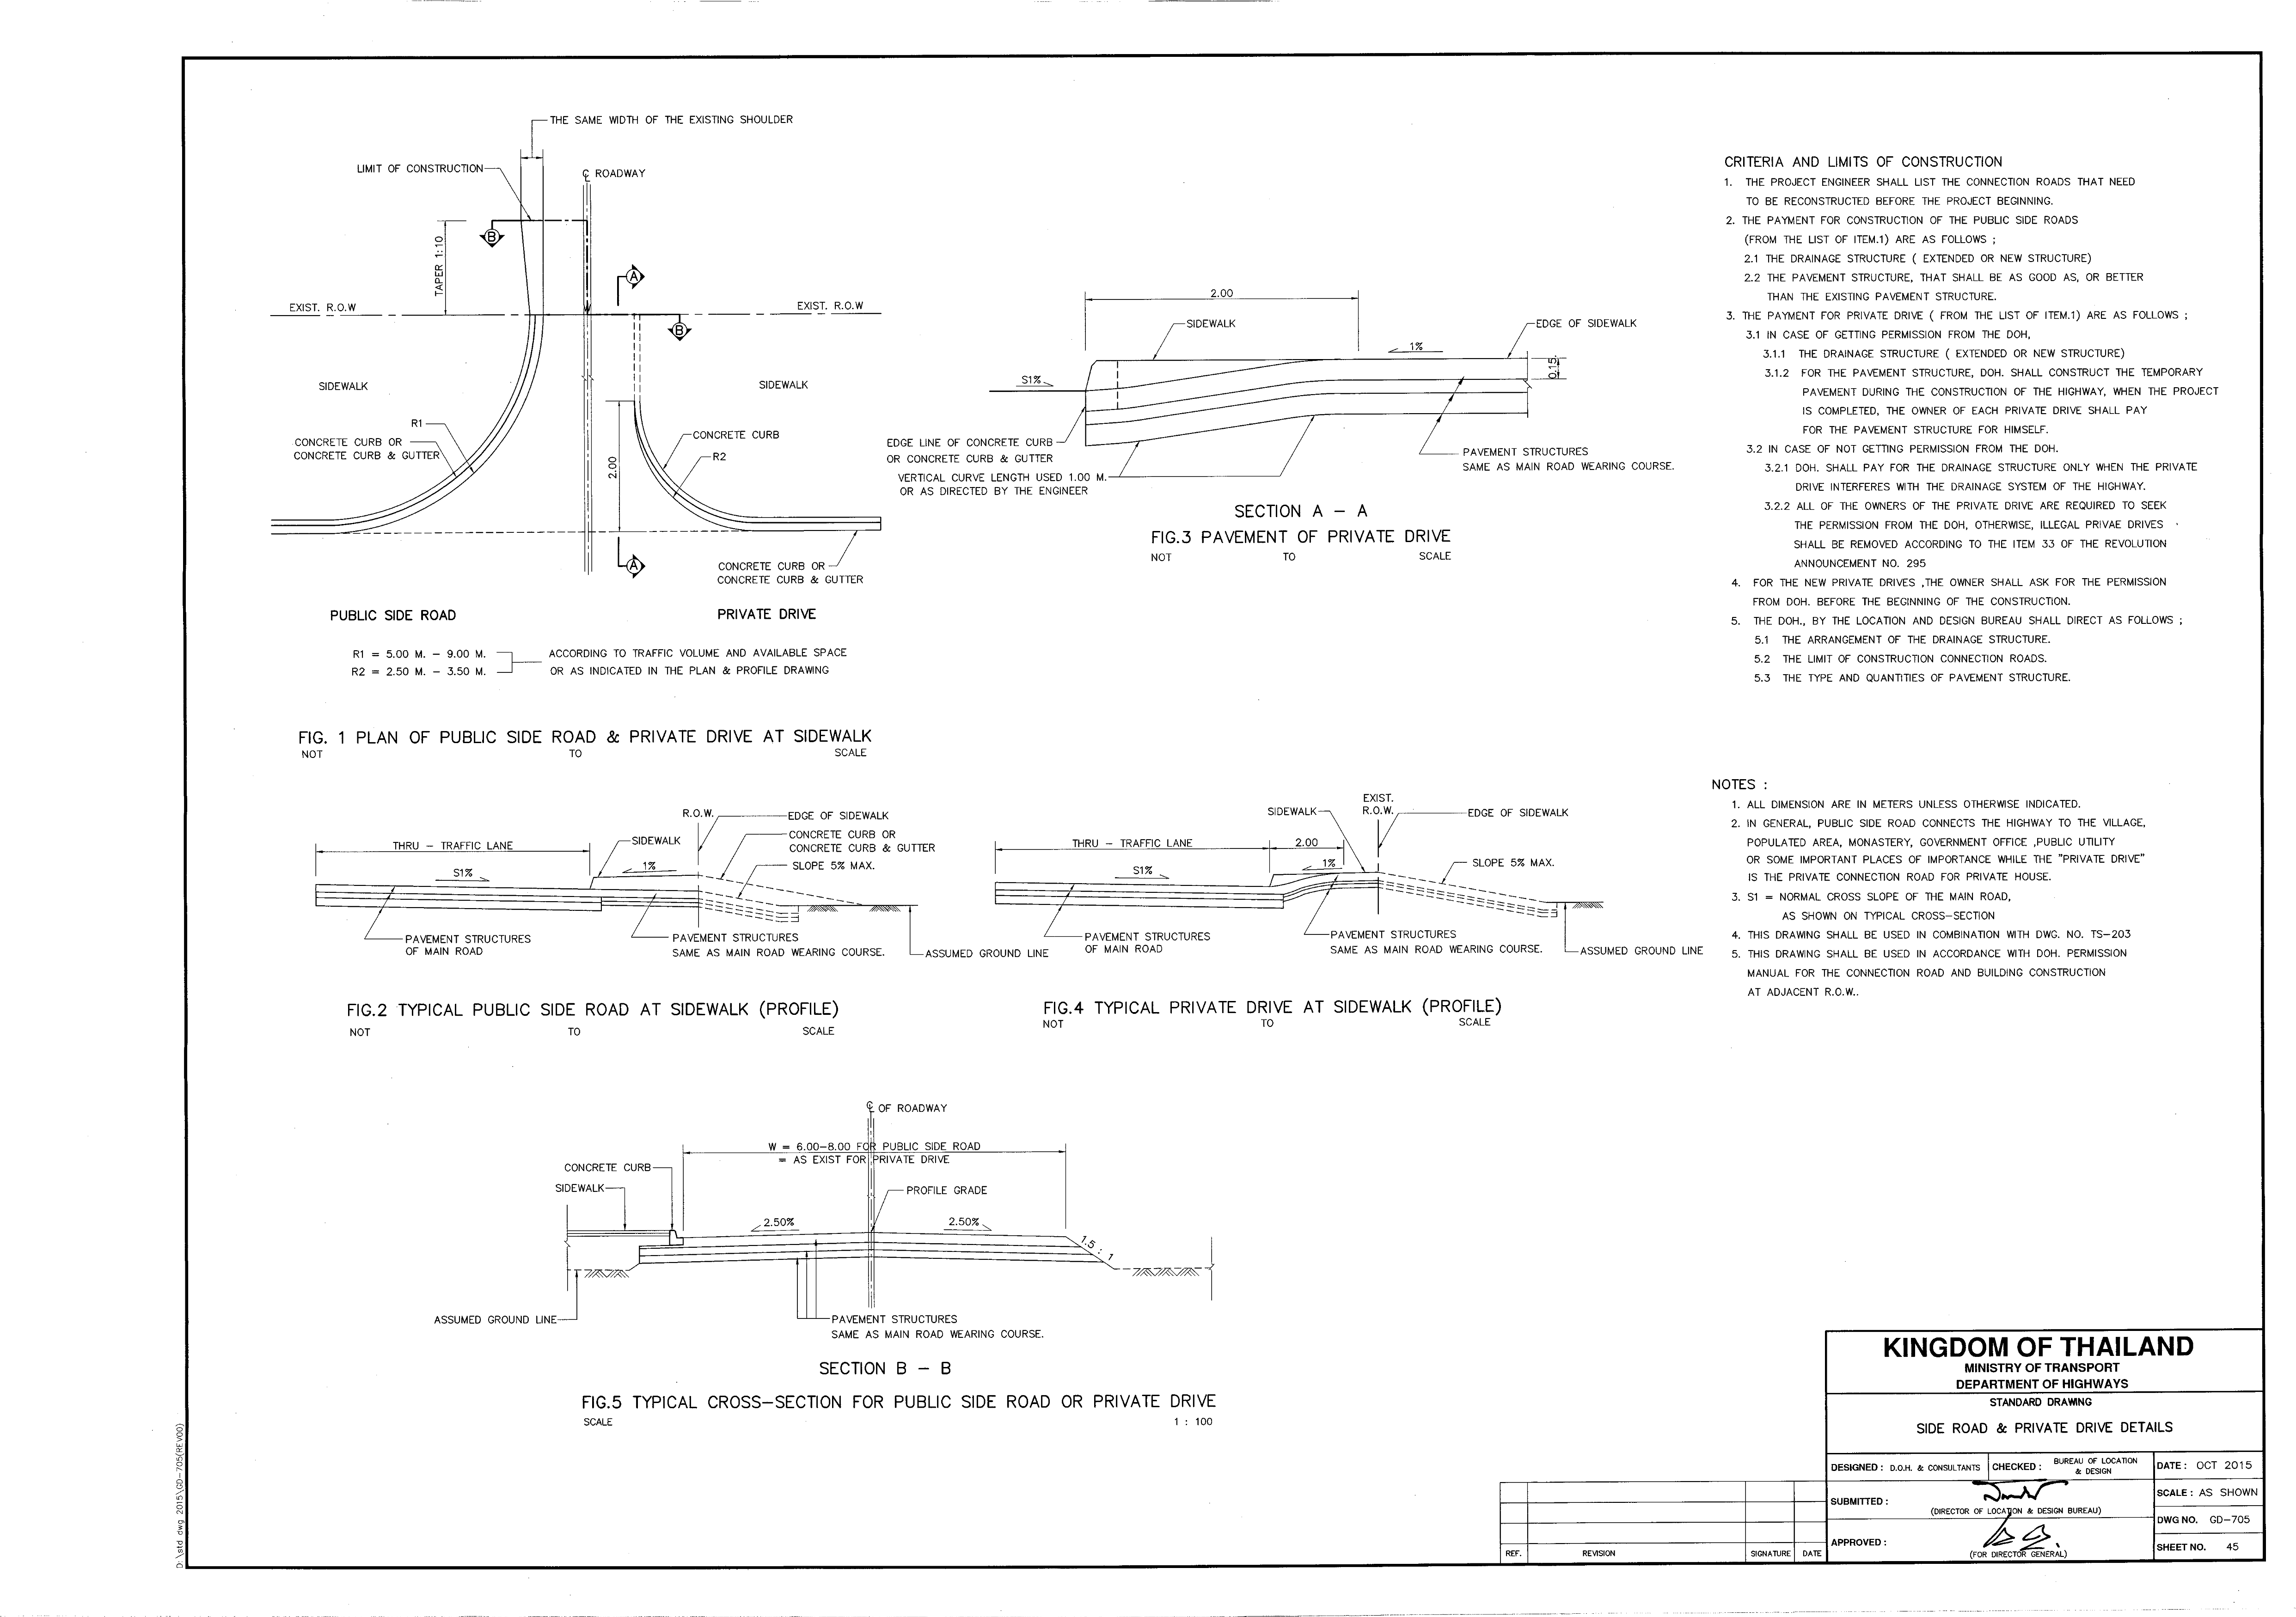 THE SAME WIDTH OF THE EXISTING SHOULDER
LIMIT OF CONSTRUCTION
℄ ROADWAY
B
TAPER 1:10
A
EXIST. R.O.W
EXIST. R.O.W
B
SIDEWALK
SIDEWALK
R1
CONCRETE CURB OR
CONCRETE CURB & GUTTER
2.00
CONCRETE CURB
R2
A
CONCRETE CURB OR
CONCRETE CURB & GUTTER
PUBLIC SIDE ROAD
PRIVATE DRIVE
R1 = 5.00 M. – 9.00 M.
R2 = 2.50 M. – 3.50 M.
ACCORDING TO TRAFFIC VOLUME AND AVAILABLE SPACE
OR AS INDICATED IN THE PLAN & PROFILE DRAWING
FIG. 1 PLAN OF PUBLIC SIDE ROAD & PRIVATE DRIVE AT SIDEWALK
NOT TO SCALE
2.00
SIDEWALK
EDGE OF SIDEWALK
1%
0.15
S1%
EDGE LINE OF CONCRETE CURB
OR CONCRETE CURB & GUTTER
VERTICAL CURVE LENGTH USED 1.00 M.
OR AS DIRECTED BY THE ENGINEER
PAVEMENT STRUCTURES
SAME AS MAIN ROAD WEARING COURSE.
SECTION A – A
FIG.3 PAVEMENT OF PRIVATE DRIVE
NOT TO SCALE
CRITERIA AND LIMITS OF CONSTRUCTION
1. THE PROJECT ENGINEER SHALL LIST THE CONNECTION ROADS THAT NEED
TO BE RECONSTRUCTED BEFORE THE PROJECT BEGINNING.
2. THE PAYMENT FOR CONSTRUCTION OF THE PUBLIC SIDE ROADS
(FROM THE LIST OF ITEM.1) ARE AS FOLLOWS ;
2.1 THE DRAINAGE STRUCTURE ( EXTENDED OR NEW STRUCTURE)
2.2 THE PAVEMENT STRUCTURE, THAT SHALL BE AS GOOD AS, OR BETTER
THAN THE EXISTING PAVEMENT STRUCTURE.
3. THE PAYMENT FOR PRIVATE DRIVE ( FROM THE LIST OF ITEM.1) ARE AS FOLLOWS ;
3.1 IN CASE OF GETTING PERMISSION FROM THE DOH,
3.1.1 THE DRAINAGE STRUCTURE ( EXTENDED OR NEW STRUCTURE)
3.1.2 FOR THE PAVEMENT STRUCTURE, DOH. SHALL CONSTRUCT THE TEMPORARY
PAVEMENT DURING THE CONSTRUCTION OF THE HIGHWAY, WHEN THE PROJECT
IS COMPLETED, THE OWNER OF EACH PRIVATE DRIVE SHALL PAY
FOR THE PAVEMENT STRUCTURE FOR HIMSELF.
3.2 IN CASE OF NOT GETTING PERMISSION FROM THE DOH.
3.2.1 DOH. SHALL PAY FOR THE DRAINAGE STRUCTURE ONLY WHEN THE PRIVATE
DRIVE INTERFERES WITH THE DRAINAGE SYSTEM OF THE HIGHWAY.
3.2.2 ALL OF THE OWNERS OF THE PRIVATE DRIVE ARE REQUIRED TO SEEK
THE PERMISSION FROM THE DOH, OTHERWISE, ILLEGAL PRIVAE DRIVES
SHALL BE REMOVED ACCORDING TO THE ITEM 33 OF THE REVOLUTION
ANNOUNCEMENT NO. 295
4. FOR THE NEW PRIVATE DRIVES ,THE OWNER SHALL ASK FOR THE PERMISSION
FROM DOH. BEFORE THE BEGINNING OF THE CONSTRUCTION.
5. THE DOH., BY THE LOCATION AND DESIGN BUREAU SHALL DIRECT AS FOLLOWS ;
5.1 THE ARRANGEMENT OF THE DRAINAGE STRUCTURE.
5.2 THE LIMIT OF CONSTRUCTION CONNECTION ROADS.
5.3 THE TYPE AND QUANTITIES OF PAVEMENT STRUCTURE.
R.O.W.
EDGE OF SIDEWALK
THRU – TRAFFIC LANE
SIDEWALK
CONCRETE CURB OR
CONCRETE CURB & GUTTER
S1%
1%
SLOPE 5% MAX.
PAVEMENT STRUCTURES
OF MAIN ROAD
PAVEMENT STRUCTURES
SAME AS MAIN ROAD WEARING COURSE.
ASSUMED GROUND LINE
FIG.2 TYPICAL PUBLIC SIDE ROAD AT SIDEWALK (PROFILE)
NOT TO SCALE
EXIST.
R.O.W.
SIDEWALK
EDGE OF SIDEWALK
THRU – TRAFFIC LANE
2.00
S1%
1%
SLOPE 5% MAX.
PAVEMENT STRUCTURES
OF MAIN ROAD
PAVEMENT STRUCTURES
SAME AS MAIN ROAD WEARING COURSE.
ASSUMED GROUND LINE
FIG.4 TYPICAL PRIVATE DRIVE AT SIDEWALK (PROFILE)
NOT TO SCALE
NOTES :
1. ALL DIMENSION ARE IN METERS UNLESS OTHERWISE INDICATED.
2. IN GENERAL, PUBLIC SIDE ROAD CONNECTS THE HIGHWAY TO THE VILLAGE,
POPULATED AREA, MONASTERY, GOVERNMENT OFFICE ,PUBLIC UTILITY
OR SOME IMPORTANT PLACES OF IMPORTANCE WHILE THE "PRIVATE DRIVE"
IS THE PRIVATE CONNECTION ROAD FOR PRIVATE HOUSE.
3. S1 = NORMAL CROSS SLOPE OF THE MAIN ROAD,
AS SHOWN ON TYPICAL CROSS–SECTION
4. THIS DRAWING SHALL BE USED IN COMBINATION WITH DWG. NO. TS–203
5. THIS DRAWING SHALL BE USED IN ACCORDANCE WITH DOH. PERMISSION
MANUAL FOR THE CONNECTION ROAD AND BUILDING CONSTRUCTION
AT ADJACENT R.O.W..
℄ OF ROADWAY
W = 6.00–8.00 FOR PUBLIC SIDE ROAD
= AS EXIST FOR PRIVATE DRIVE
CONCRETE CURB
SIDEWALK
PROFILE GRADE
2.50%
2.50%
1.5 : 1
ASSUMED GROUND LINE
PAVEMENT STRUCTURES
SAME AS MAIN ROAD WEARING COURSE.
SECTION B – B
FIG.5 TYPICAL CROSS–SECTION FOR PUBLIC SIDE ROAD OR PRIVATE DRIVE
SCALE 1 : 100
D:\std dwg 2015\GD-705(REV00)
KINGDOM OF THAILAND
MINISTRY OF TRANSPORT
DEPARTMENT OF HIGHWAYS
STANDARD DRAWING
SIDE ROAD & PRIVATE DRIVE DETAILS
DESIGNED : D.O.H. & CONSULTANTS
CHECKED : BUREAU OF LOCATION
& DESIGN
DATE : OCT 2015
SUBMITTED :
(DIRECTOR OF LOCATION & DESIGN BUREAU)
SCALE : AS SHOWN
DWG NO. GD–705
APPROVED :
(FOR DIRECTOR GENERAL)
SHEET NO. 45
REF. REVISION SIGNATURE DATE